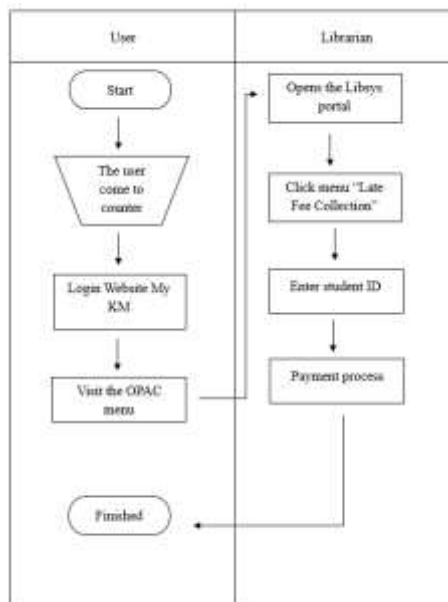 User
Librarian
Start
The user
come to
counter
Login Website My
KM
Visit the OPAC
menu
Finished
Opens the Libsys
portal
Click menu “Late
Fee Collection”
Enter student ID
Payment process